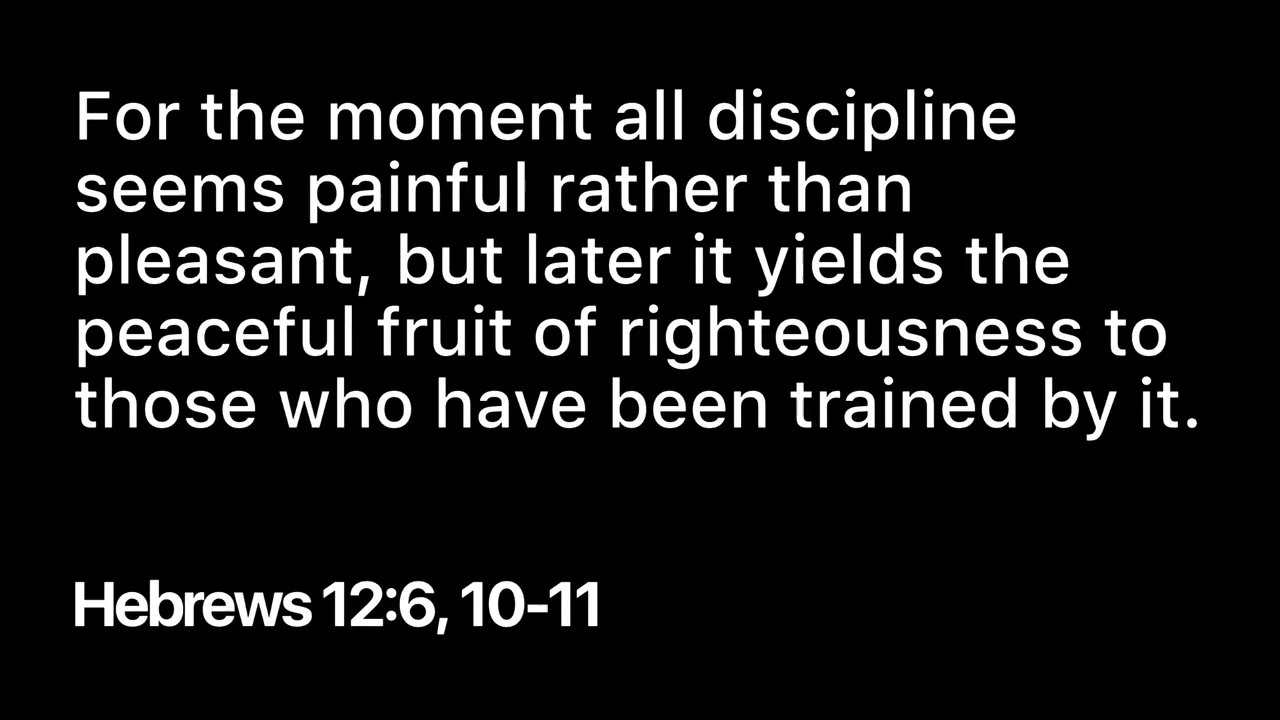 For the moment all discipline
seems painful rather than
pleasant, but later it yields the
peaceful fruit of righteousness to
those who have been trained by it.
Hebrews 12:6, 10-11